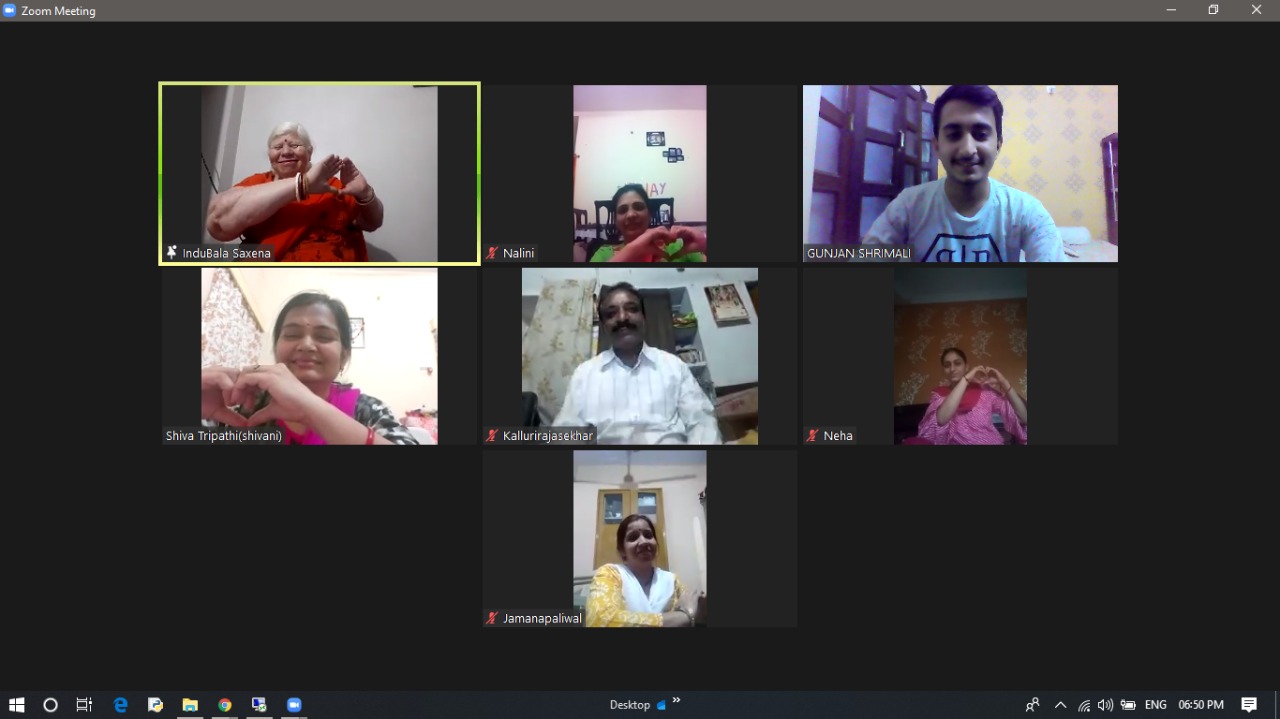 Zoom Meeting
InduBala Saxena
Nalini
GUNJAN SHRIMALI
Shiva Tripathi(shivani)
Kallurirajasekhar
Neha
Jamanapaliwal
Desktop
ENG
06:50 PM